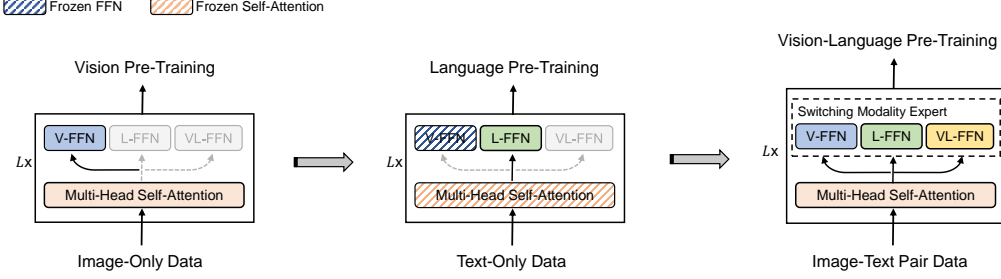 Frozen FFN
Frozen Self-Attention
Vision Pre-Training
V-FFN
L-FFN
VL-FFN
Lx
Multi-Head Self-Attention
Image-Only Data
Language Pre-Training
V-FFN
L-FFN
VL-FFN
Lx
Multi-Head Self-Attention
Text-Only Data
Vision-Language Pre-Training
Switching Modality Expert
V-FFN
L-FFN
VL-FFN
Lx
Multi-Head Self-Attention
Image-Text Pair Data